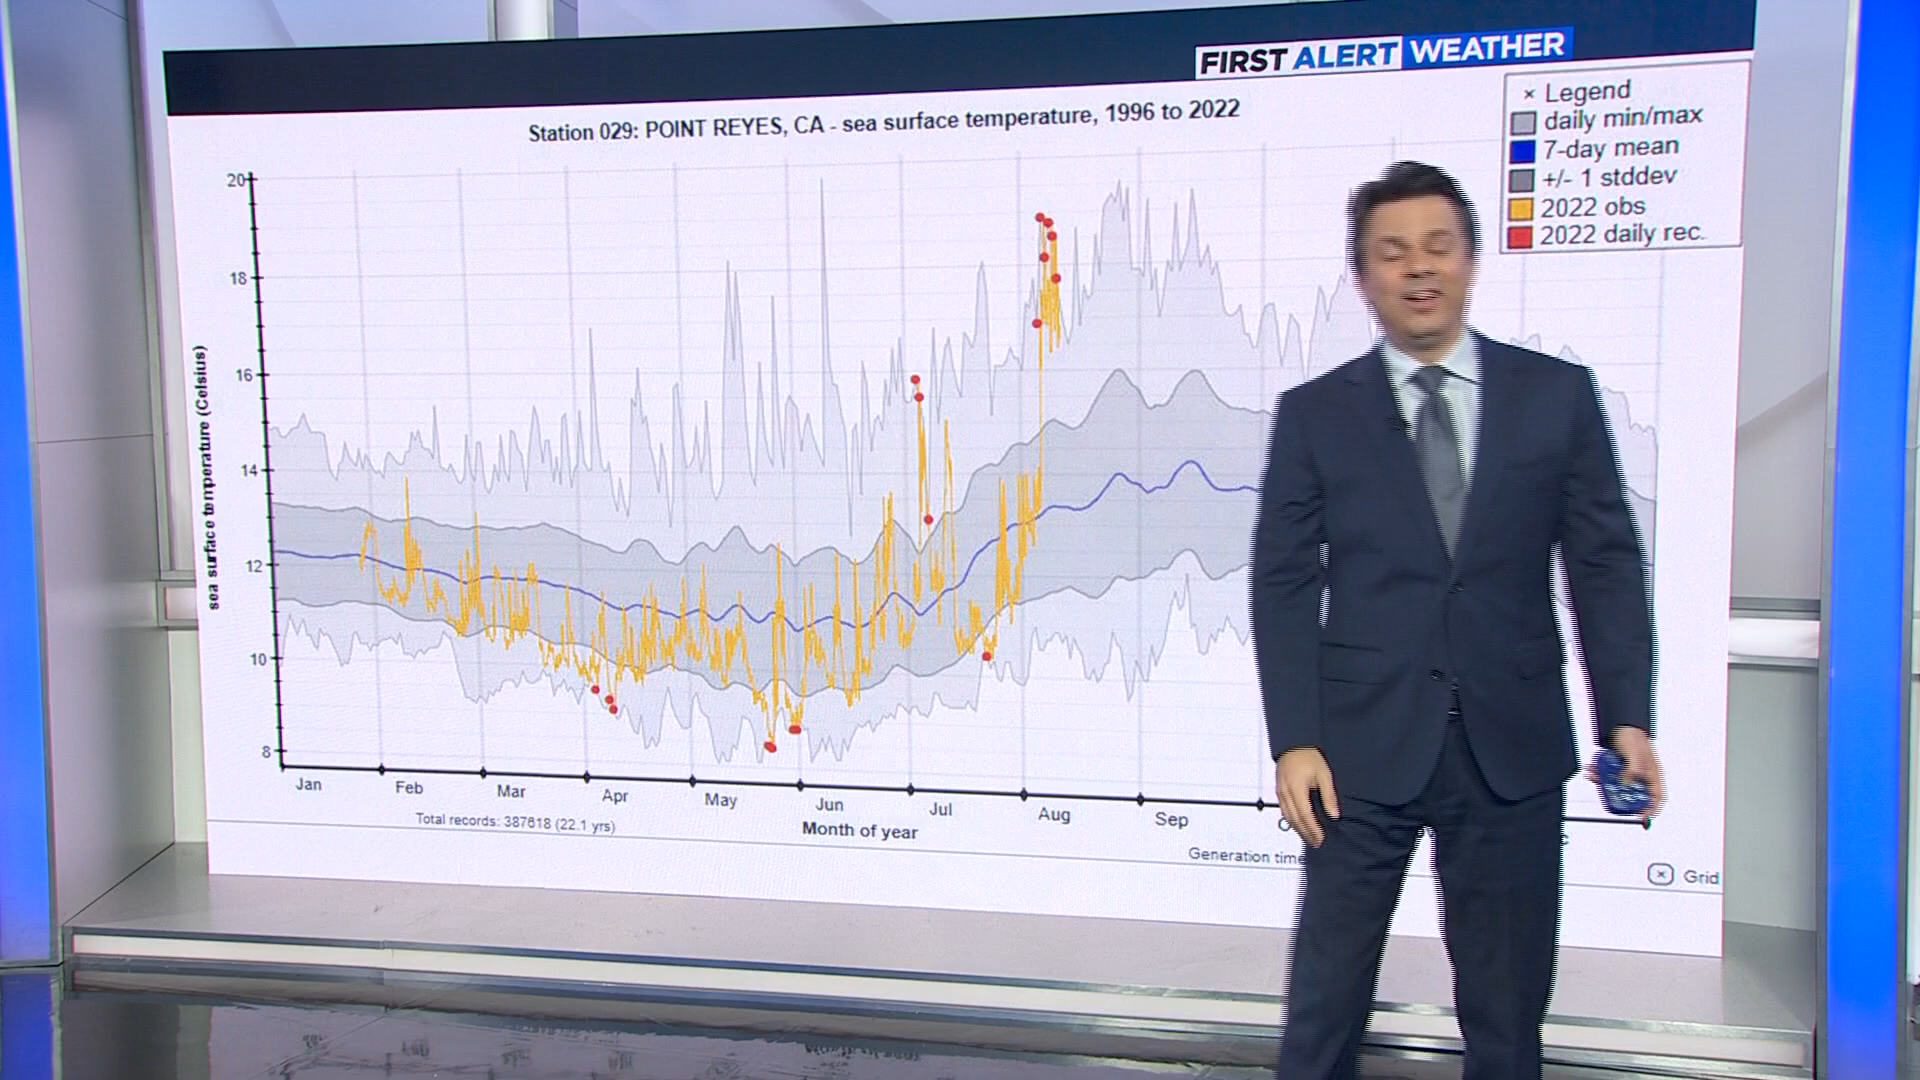 FIRST ALERT WEATHER
Station 029: POINT REYES, CA - sea surface temperature, 1996 to 2022
× Legend
daily min/max
7-day mean
+/- 1 stddev
2022 obs
2022 daily rec.
sea surface temperature (Celsius)
20
18
16
14
12
10
8
Jan
Feb
Mar
Apr
May
Jun
Jul
Aug
Sep
Total records: 387618 (22.1 yrs)
Month of year
Generation time
Grid